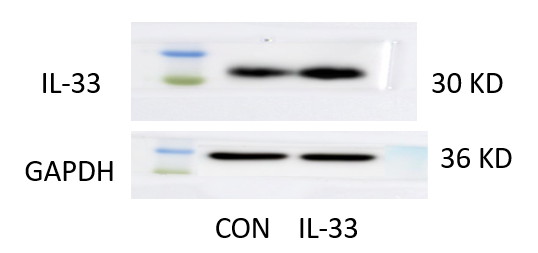 IL-33 30 KD
GAPDH 36 KD
CON IL-33